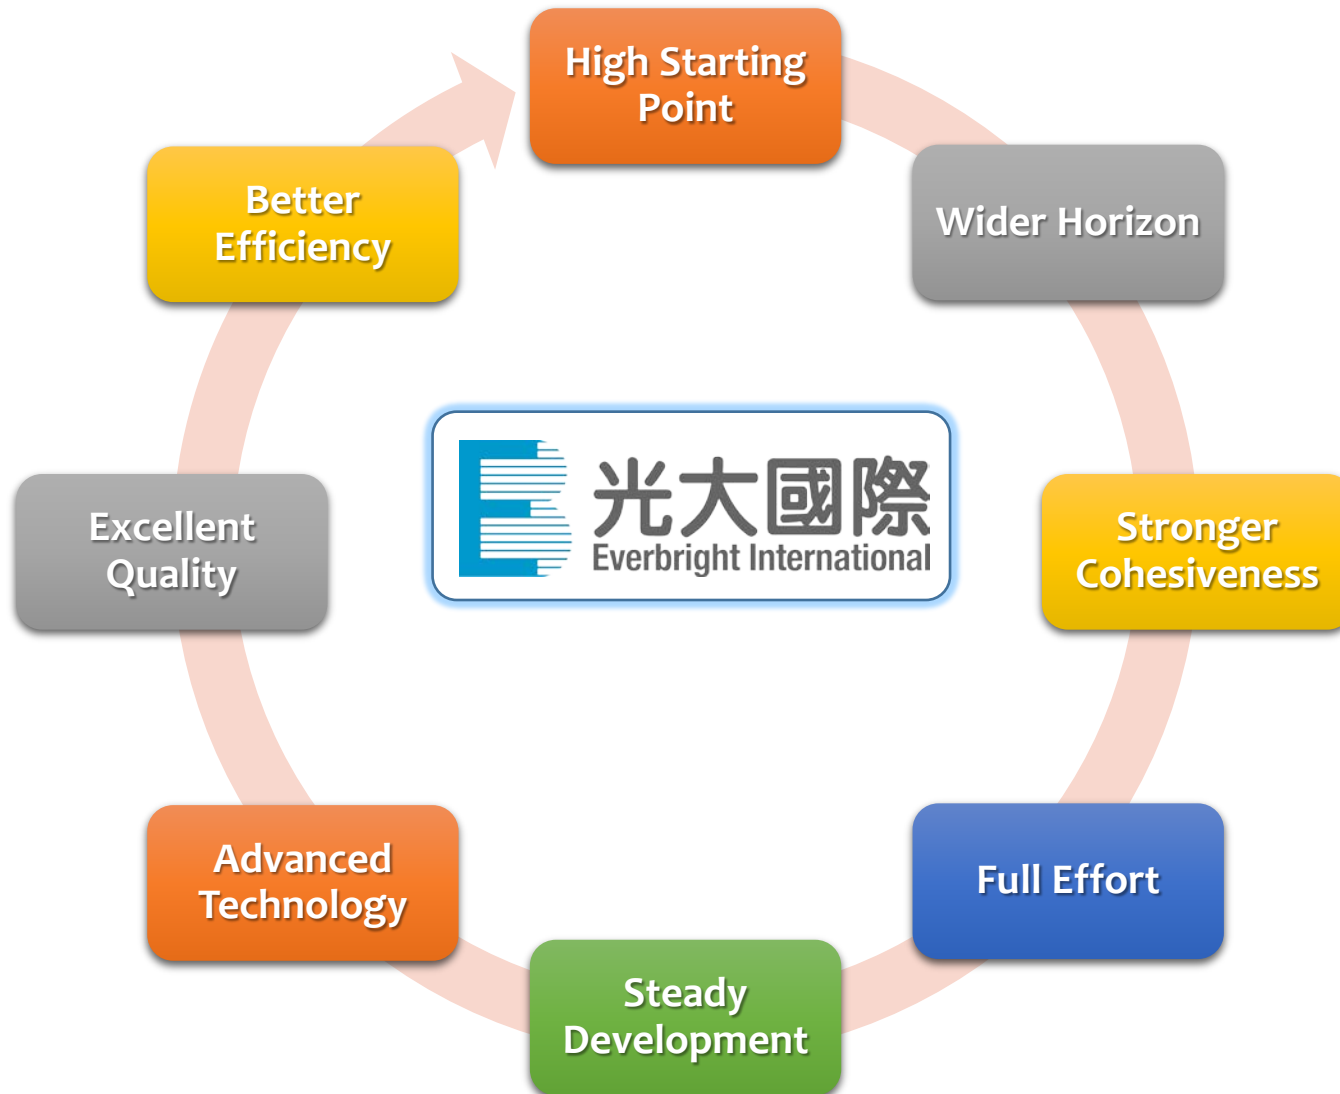 High Starting
Point
Wider Horizon
Stronger
Cohesiveness
Full Effort
Steady
Development
Advanced
Technology
Excellent
Quality
Better
Efficiency
光大國際
Everbright International